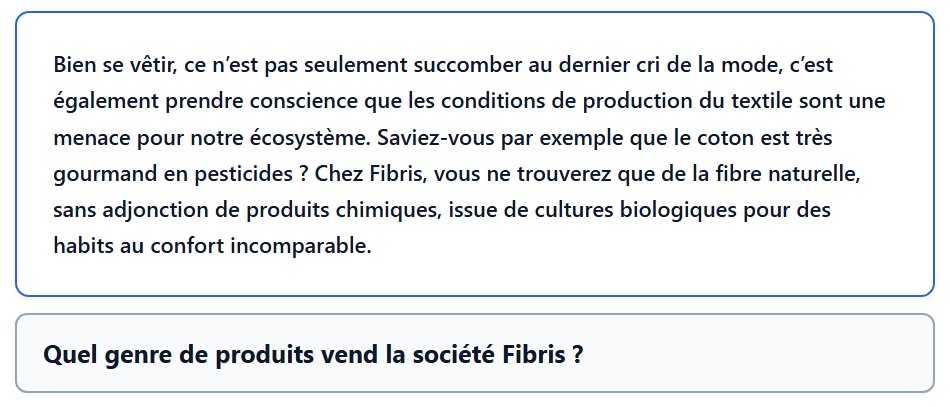 Bien se vêtir, ce n’est pas seulement succomber au dernier cri de la mode, c’est
également prendre conscience que les conditions de production du textile sont une
menace pour notre écosystème. Saviez-vous par exemple que le coton est très
gourmand en pesticides ? Chez Fibris, vous ne trouverez que de la fibre naturelle,
sans adjonction de produits chimiques, issue de cultures biologiques pour des
habits au confort incomparable.
Quel genre de produits vend la société Fibris ?